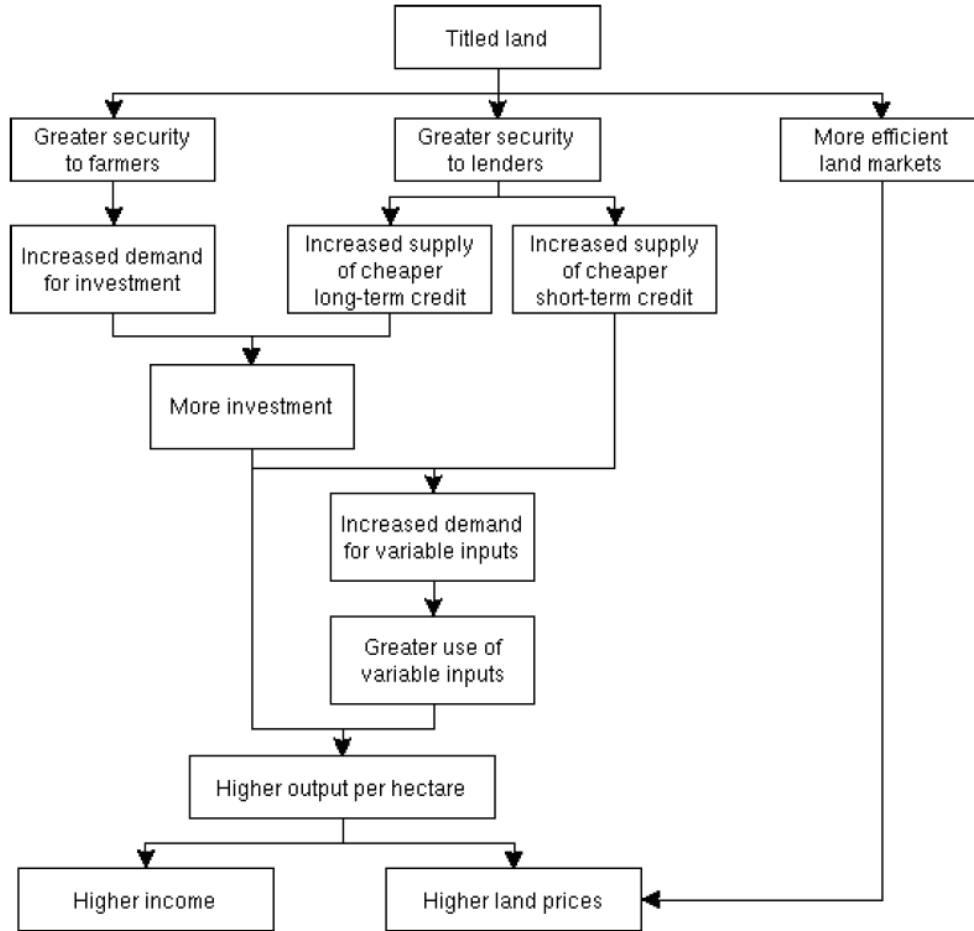 Titled land
Greater security
to farmers
Greater security
to lenders
More efficient
land markets
Increased demand
for investment
Increased supply
of cheaper
long-term credit
Increased supply
of cheaper
short-term credit
More investment
Increased demand
for variable inputs
Greater use of
variable inputs
Higher output per hectare
Higher income
Higher land prices